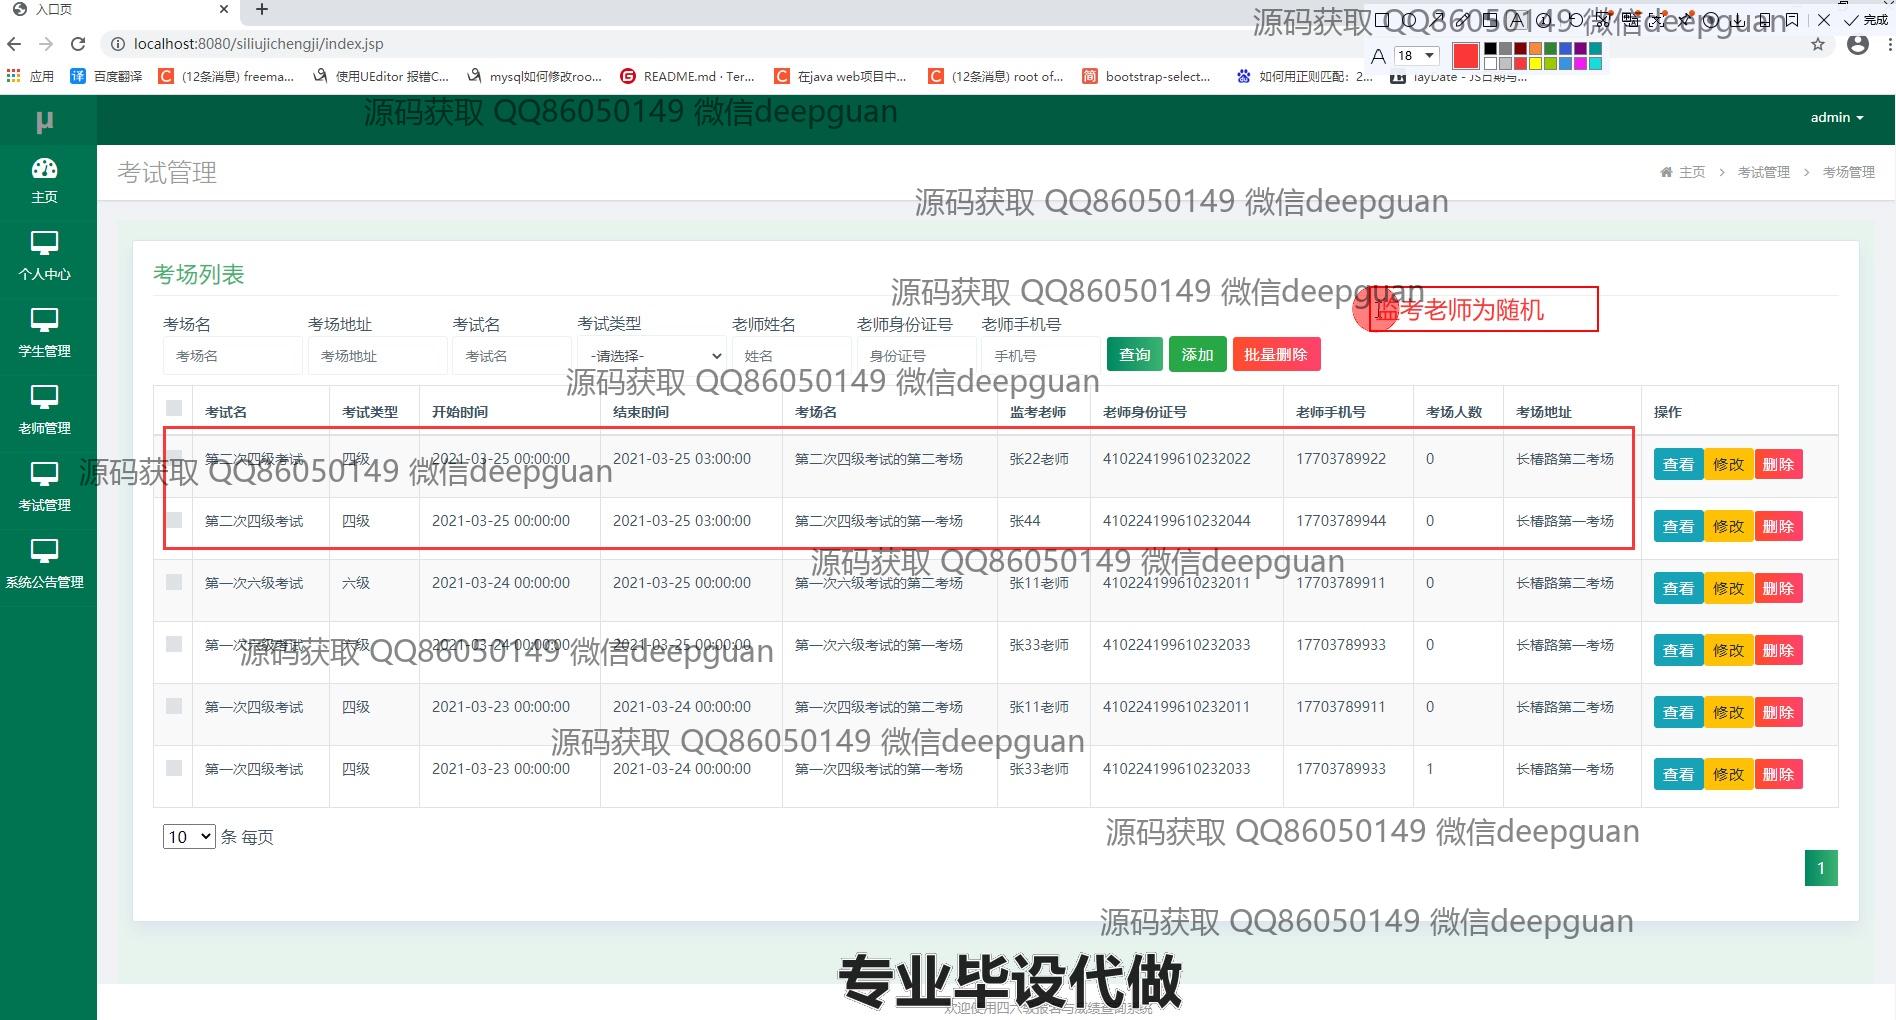 入口页
源码获取 QQ86050149 微信deepguan
完成
localhost:8080/siliujichengji/index.jsp
A 18
应用 百度翻译 (12条消息) freema... 使用UEditor 报错C... mysql如何修改roo... README.md · Ter... 在java web项目中... (12条消息) root of... bootstrap-select... 如何用正则匹配：2... layDate - JS日期与...
源码获取 QQ86050149 微信deepguan
µ
admin
主页
个人中心
学生管理
老师管理
考试管理
系统公告管理
考试管理
主页 > 考试管理 > 考场管理
源码获取 QQ86050149 微信deepguan
考场列表
源码获取 QQ86050149 微信deepguan
监考老师为随机
考场名 考场地址 考试名 考试类型 老师姓名 老师身份证号 老师手机号
考场名 考场地址 考试名 -请选择- 姓名 身份证号 手机号 查询 添加 批量删除
源码获取 QQ86050149 微信deepguan
考试名 考试类型 开始时间 结束时间 考场名 监考老师 老师身份证号 老师手机号 考场人数 考场地址 操作
第二次四级考试 四级 2021-03-25 00:00:00 2021-03-25 03:00:00 第二次四级考试的第二考场 张22老师 410224199610232022 17703789922 0 长椿路第二考场 查看 修改 删除
源码获取 QQ86050149 微信deepguan
第二次四级考试 四级 2021-03-25 00:00:00 2021-03-25 03:00:00 第二次四级考试的第一考场 张44 410224199610232044 17703789944 0 长椿路第一考场 查看 修改 删除
源码获取 QQ86050149 微信deepguan
第一次六级考试 六级 2021-03-24 00:00:00 2021-03-25 00:00:00 第一次六级考试的第二考场 张11老师 410224199610232011 17703789911 0 长椿路第二考场 查看 修改 删除
第一次六级考试 六级 2021-03-24 00:00:00 2021-03-25 00:00:00 第一次六级考试的第一考场 张33老师 410224199610232033 17703789933 0 长椿路第一考场 查看 修改 删除
源码获取 QQ86050149 微信deepguan
第一次四级考试 四级 2021-03-23 00:00:00 2021-03-24 00:00:00 第一次四级考试的第二考场 张11老师 410224199610232011 17703789911 0 长椿路第二考场 查看 修改 删除
源码获取 QQ86050149 微信deepguan
第一次四级考试 四级 2021-03-23 00:00:00 2021-03-24 00:00:00 第一次四级考试的第一考场 张33老师 410224199610232033 17703789933 1 长椿路第一考场 查看 修改 删除
10 条 每页
源码获取 QQ86050149 微信deepguan
1
源码获取 QQ86050149 微信deepguan
专业毕设代做
欢迎使用四六级报名与成绩查询系统